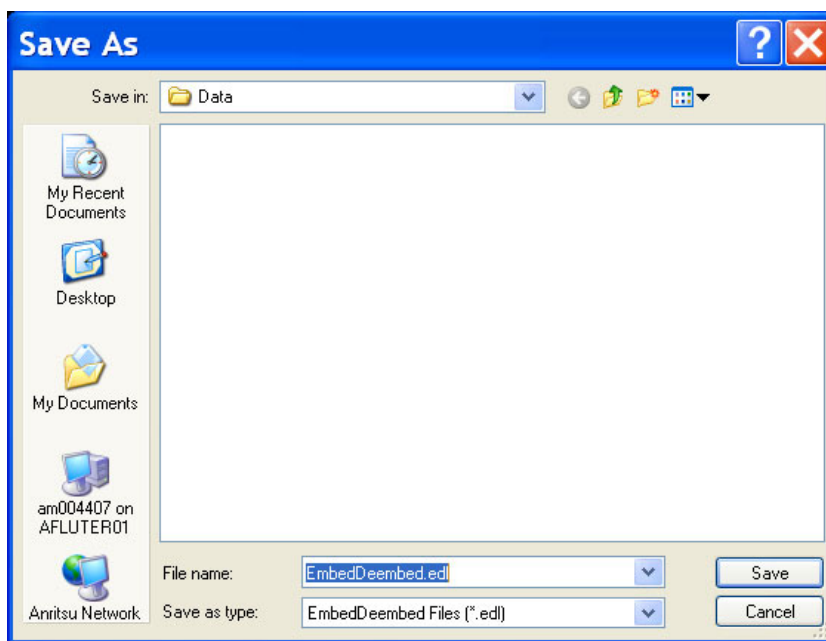 Save As
?
Save in:
Data
My Recent
Documents
Desktop
My Documents
am004407 on
AFLUTER01
Anritsu Network
File name:
EmbedDeembed.edl
Save
Save as type:
EmbedDeembed Files (*.edl)
Cancel